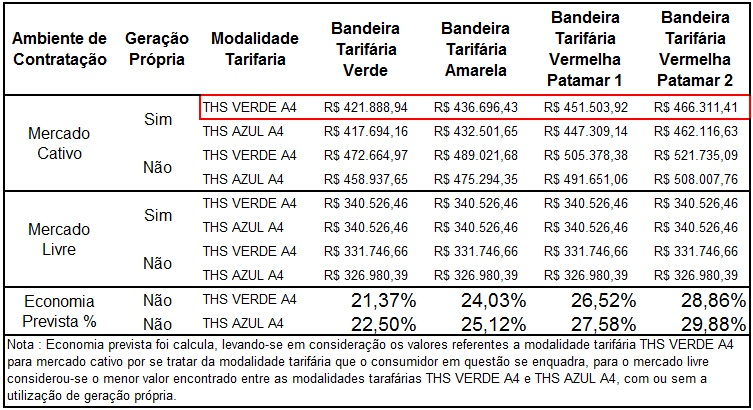 Ambiente de Contratação | Geração Própria | Modalidade Tarifaria | Bandeira Tarifária Verde | Bandeira Tarifária Amarela | Bandeira Tarifária Vermelha Patamar 1 | Bandeira Tarifária Vermelha Patamar 2
Mercado Cativo | Sim | THS VERDE A4 | R$ 421.888,94 | R$ 436.696,43 | R$ 451.503,92 | R$ 466.311,41
THS AZUL A4 | R$ 417.694,16 | R$ 432.501,65 | R$ 447.309,14 | R$ 462.116,63
Não | THS VERDE A4 | R$ 472.664,97 | R$ 489.021,68 | R$ 505.378,38 | R$ 521.735,09
THS AZUL A4 | R$ 458.937,65 | R$ 475.294,35 | R$ 491.651,06 | R$ 508.007,76
Mercado Livre | Sim | THS VERDE A4 | R$ 340.526,46 | R$ 340.526,46 | R$ 340.526,46 | R$ 340.526,46
THS AZUL A4 | R$ 340.526,46 | R$ 340.526,46 | R$ 340.526,46 | R$ 340.526,46
Não | THS VERDE A4 | R$ 331.746,66 | R$ 331.746,66 | R$ 331.746,66 | R$ 331.746,66
THS AZUL A4 | R$ 326.980,39 | R$ 326.980,39 | R$ 326.980,39 | R$ 326.980,39
Economia Prevista % | Não | THS VERDE A4 | 21,37% | 24,03% | 26,52% | 28,86%
Não | THS AZUL A4 | 22,50% | 25,12% | 27,58% | 29,88%
Nota : Economia prevista foi calcula, levando-se em consideração os valores referentes a modalidade tarifária THS VERDE A4
para mercado cativo por se tratar da modalidade tarifária que o consumidor em questão se enquadra, para o mercado livre
considerou-se o menor valor encontrado entre as modalidades tarafárias THS VERDE A4 e THS AZUL A4, com ou sem a
utilização de geração própria.